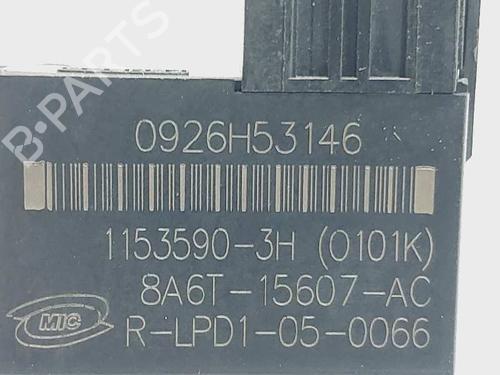 B-PARTS
0926H53146
1153590-3H (0101K)
8A6T-15607-AC
MIC
R-LPD1-05-0066